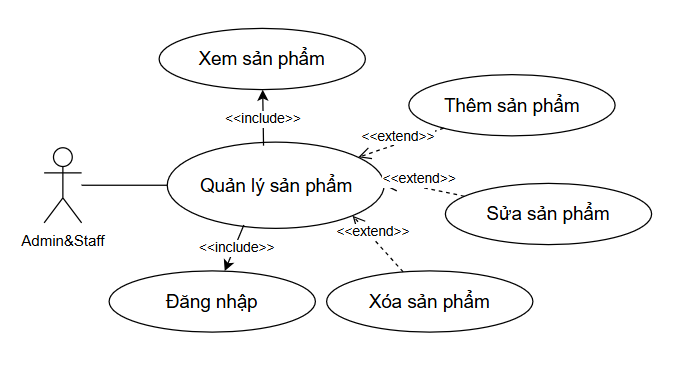 Xem sản phẩm
<<include>>
Thêm sản phẩm
<<extend>>
Quản lý sản phẩm
<<extend>>
Sửa sản phẩm
Admin&Staff
<<include>>
<<extend>>
Đăng nhập
Xóa sản phẩm